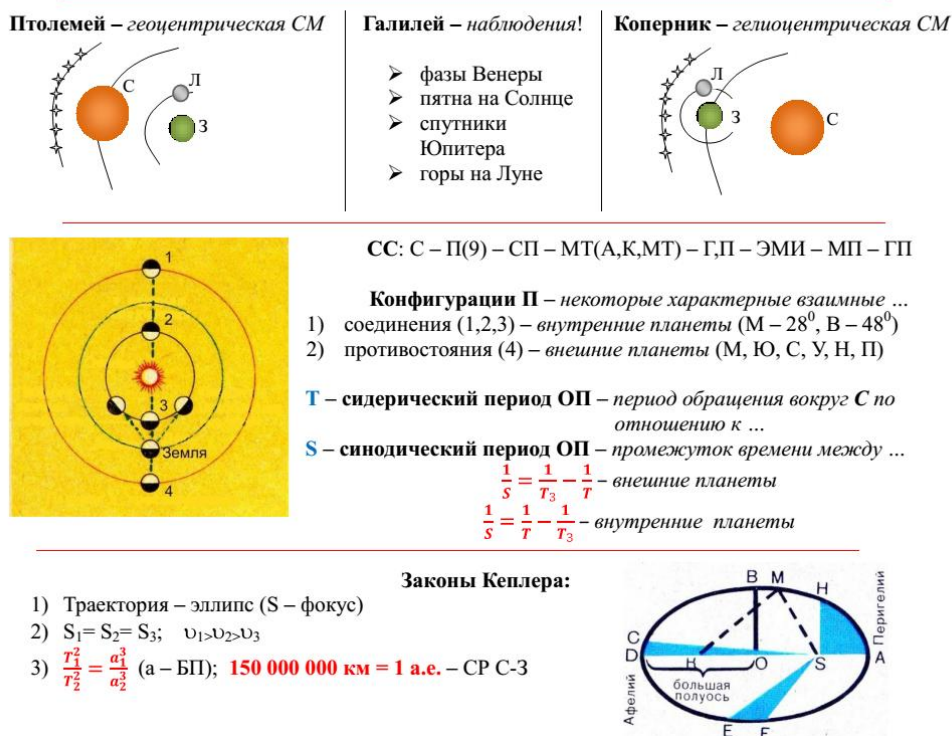 Птолемей – геоцентрическая СМ
С
Л
З
Галилей – наблюдения!
➢ фазы Венеры
➢ пятна на Солнце
➢ спутники
Юпитера
➢ горы на Луне
Коперник – гелиоцентрическая СМ
Л
З
С
1
2
3
Земля
4
СС: С – П(9) – СП – МТ(А,К,МТ) – Г,П – ЭМИ – МП – ГП
Конфигурации П – некоторые характерные взаимные ...
1) соединения (1,2,3) – внутренние планеты (М – 28⁰, В – 48⁰)
2) противостояния (4) – внешние планеты (М, Ю, С, У, Н, П)
T – сидерический период ОП – период обращения вокруг С по
отношению к ...
S – синодический период ОП – промежуток времени между ...
1/S = 1/T₃ − 1/T – внешние планеты
1/S = 1/T − 1/T₃ – внутренние планеты
Законы Кеплера:
1) Траектория – эллипс (S – фокус)
2) S₁= S₂= S₃; υ₁>υ₂>υ₃
3) T₁²/T₂² = a₁³/a₂³ (а – БП); 150 000 000 км = 1 а.е. – СР С-З
B M
H
Перигелий
C
D
O
S
A
большая
полуось
Афелий
E